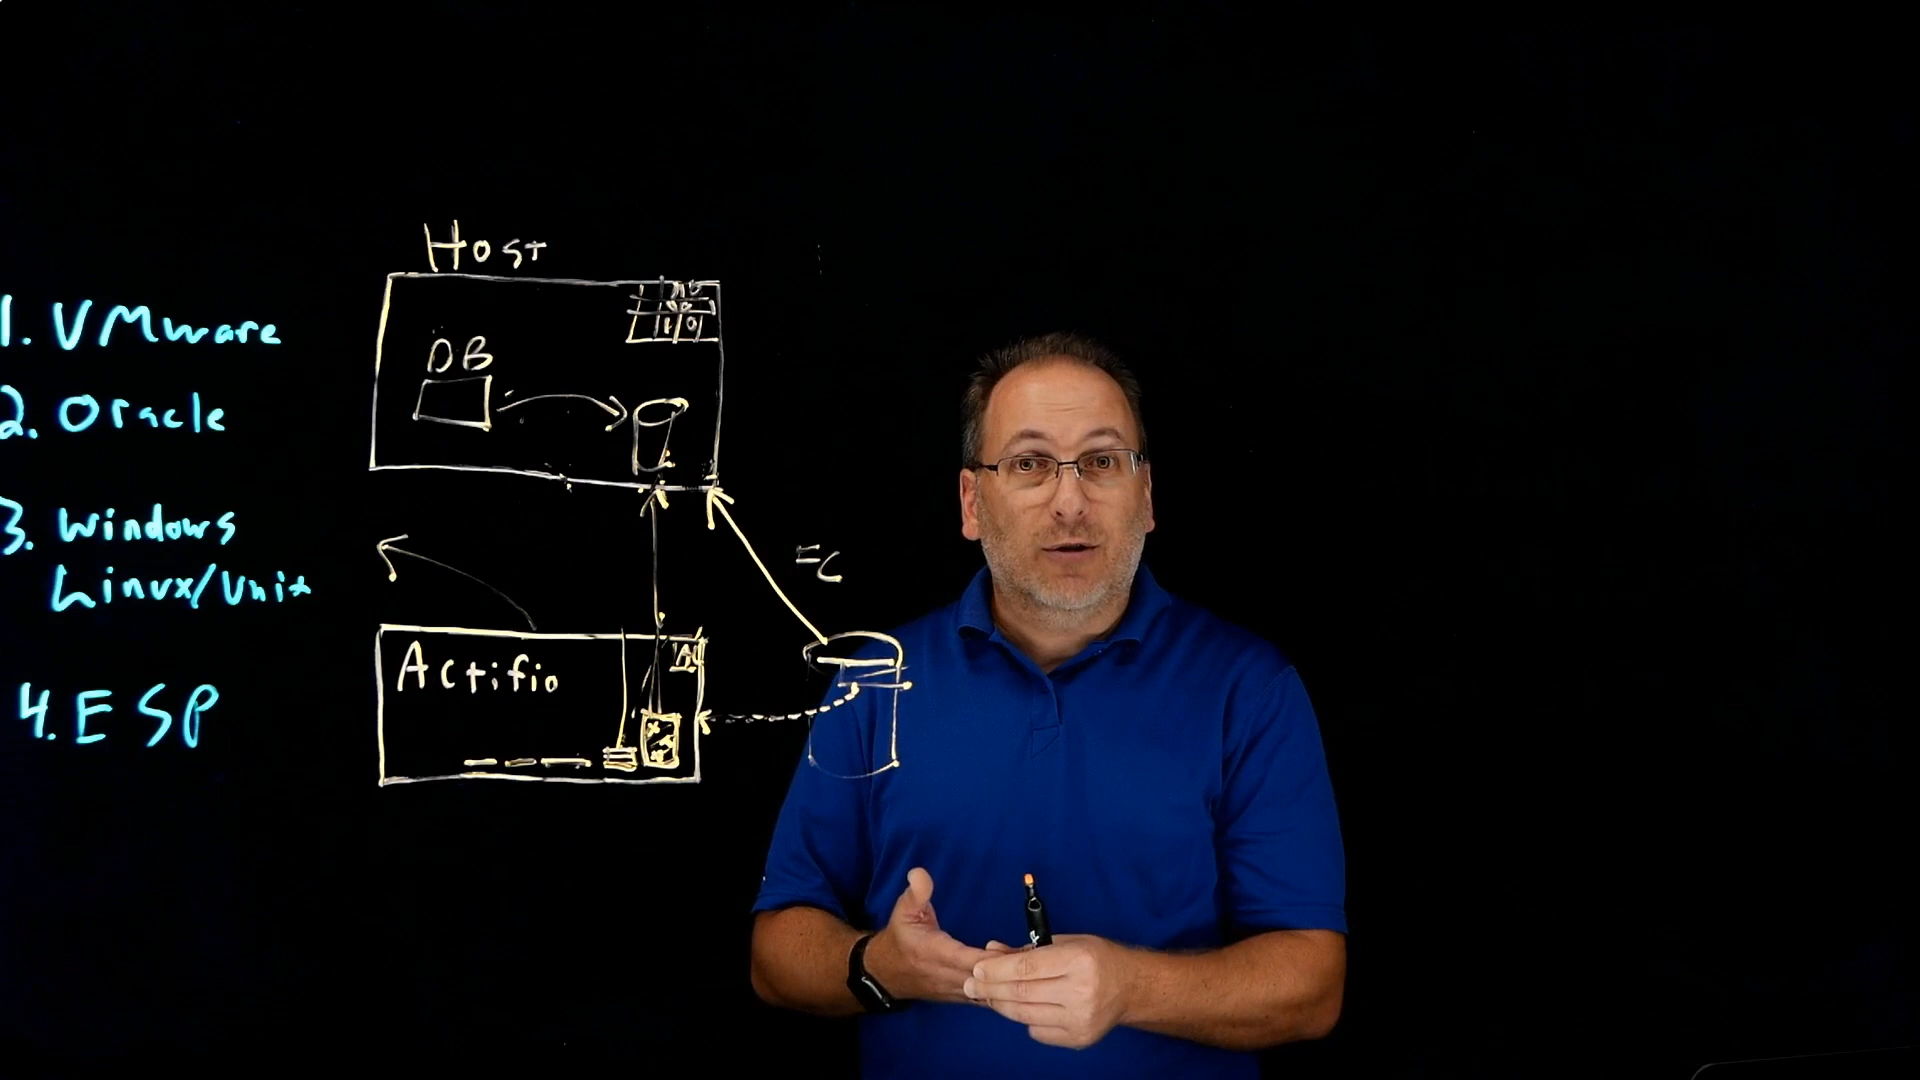 1. VMware
2. Oracle
3. Windows
Linux/Unix
4. ESP
Host
DB
FC
Actifio